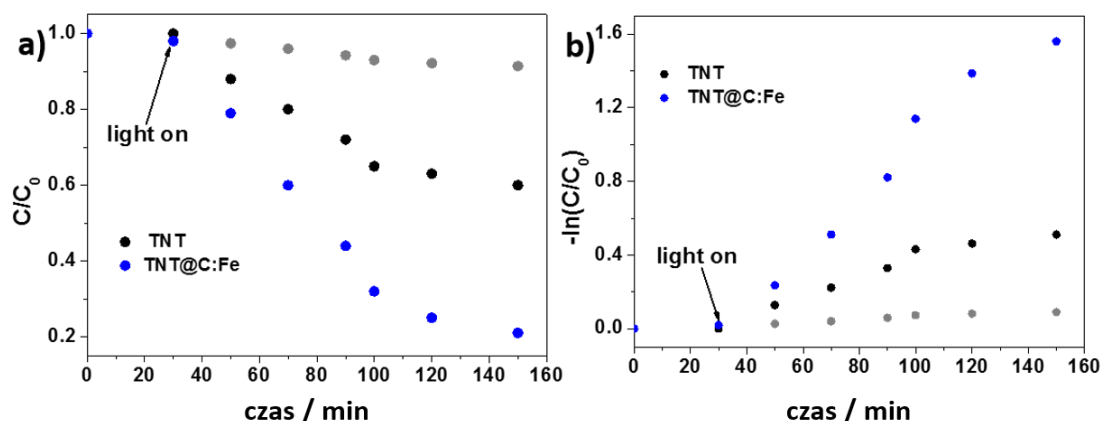 a)
1.0
0.8
0.6
0.4
0.2
C/C0
light on
TNT
TNT@C:Fe
0 20 40 60 80 100 120 140 160
czas / min
b)
1.6
1.2
0.8
0.4
0.0
-ln(C/C0)
TNT
TNT@C:Fe
light on
0 20 40 60 80 100 120 140 160
czas / min